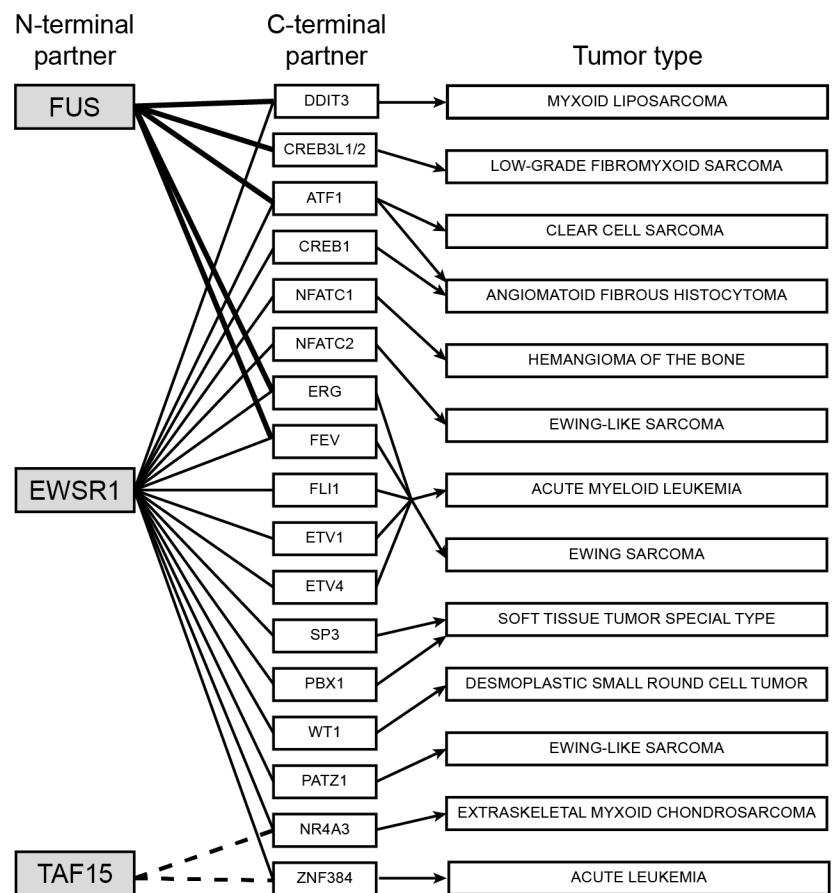 N-terminal
partner
C-terminal
partner
Tumor type
FUS
EWSR1
TAF15
DDIT3
CREB3L1/2
ATF1
CREB1
NFATC1
NFATC2
ERG
FEV
FLI1
ETV1
ETV4
SP3
PBX1
WT1
PATZ1
NR4A3
ZNF384
MYXOID LIPOSARCOMA
LOW-GRADE FIBROMYXOID SARCOMA
CLEAR CELL SARCOMA
ANGIOMATOID FIBROUS HISTOCYTOMA
HEMANGIOMA OF THE BONE
EWING-LIKE SARCOMA
ACUTE MYELOID LEUKEMIA
EWING SARCOMA
SOFT TISSUE TUMOR SPECIAL TYPE
DESMOPLASTIC SMALL ROUND CELL TUMOR
EWING-LIKE SARCOMA
EXTRASKELETAL MYXOID CHONDROSARCOMA
ACUTE LEUKEMIA